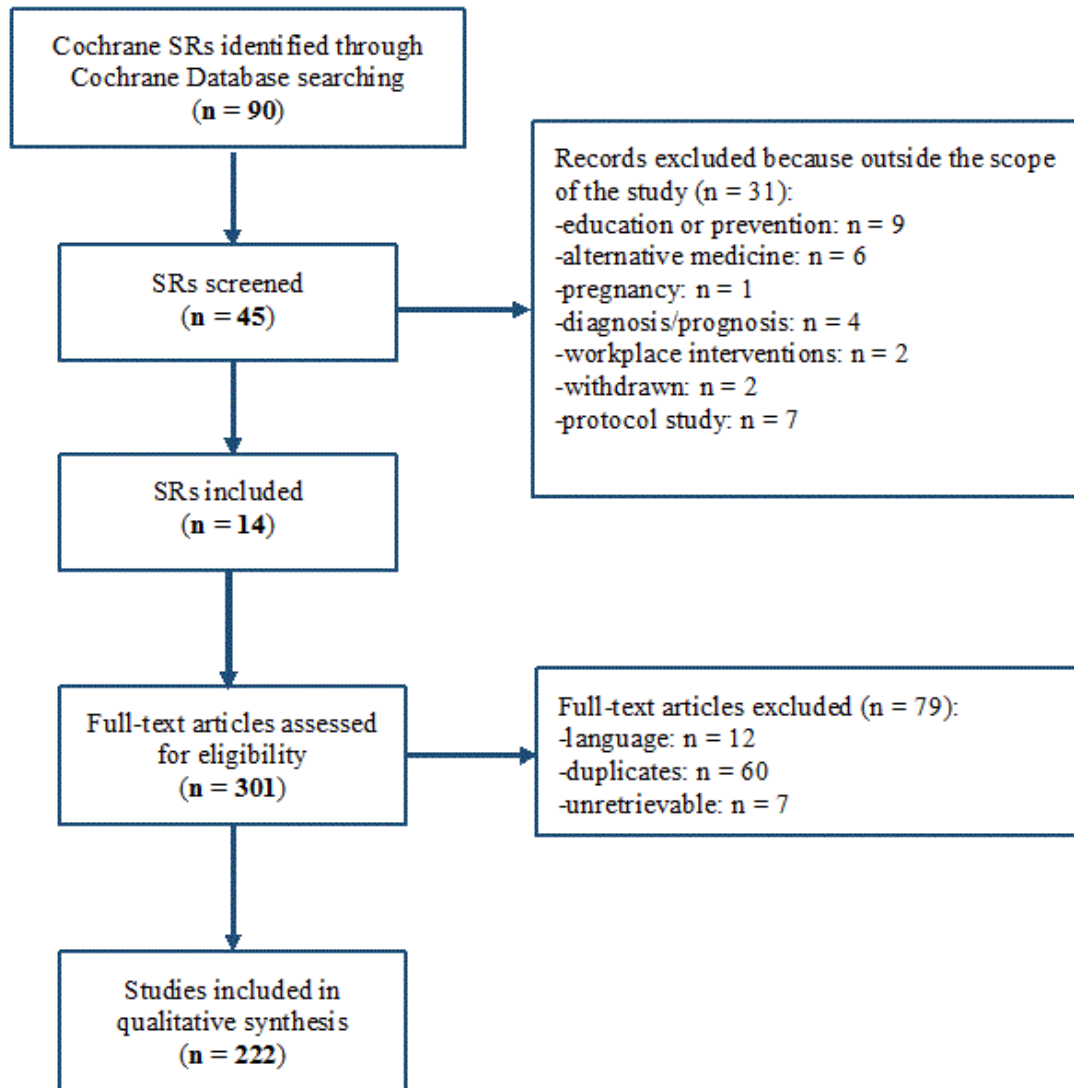 Cochrane SRs identified through
Cochrane Database searching
(n = 90)
Records excluded because outside the scope
of the study (n = 31):
-education or prevention: n = 9
-alternative medicine: n = 6
-pregnancy: n = 1
-diagnosis/prognosis: n = 4
-workplace interventions: n = 2
-withdrawn: n = 2
-protocol study: n = 7
SRs screened
(n = 45)
SRs included
(n = 14)
Full-text articles assessed
for eligibility
(n = 301)
Full-text articles excluded (n = 79):
-language: n = 12
-duplicates: n = 60
-unretrievable: n = 7
Studies included in
qualitative synthesis
(n = 222)